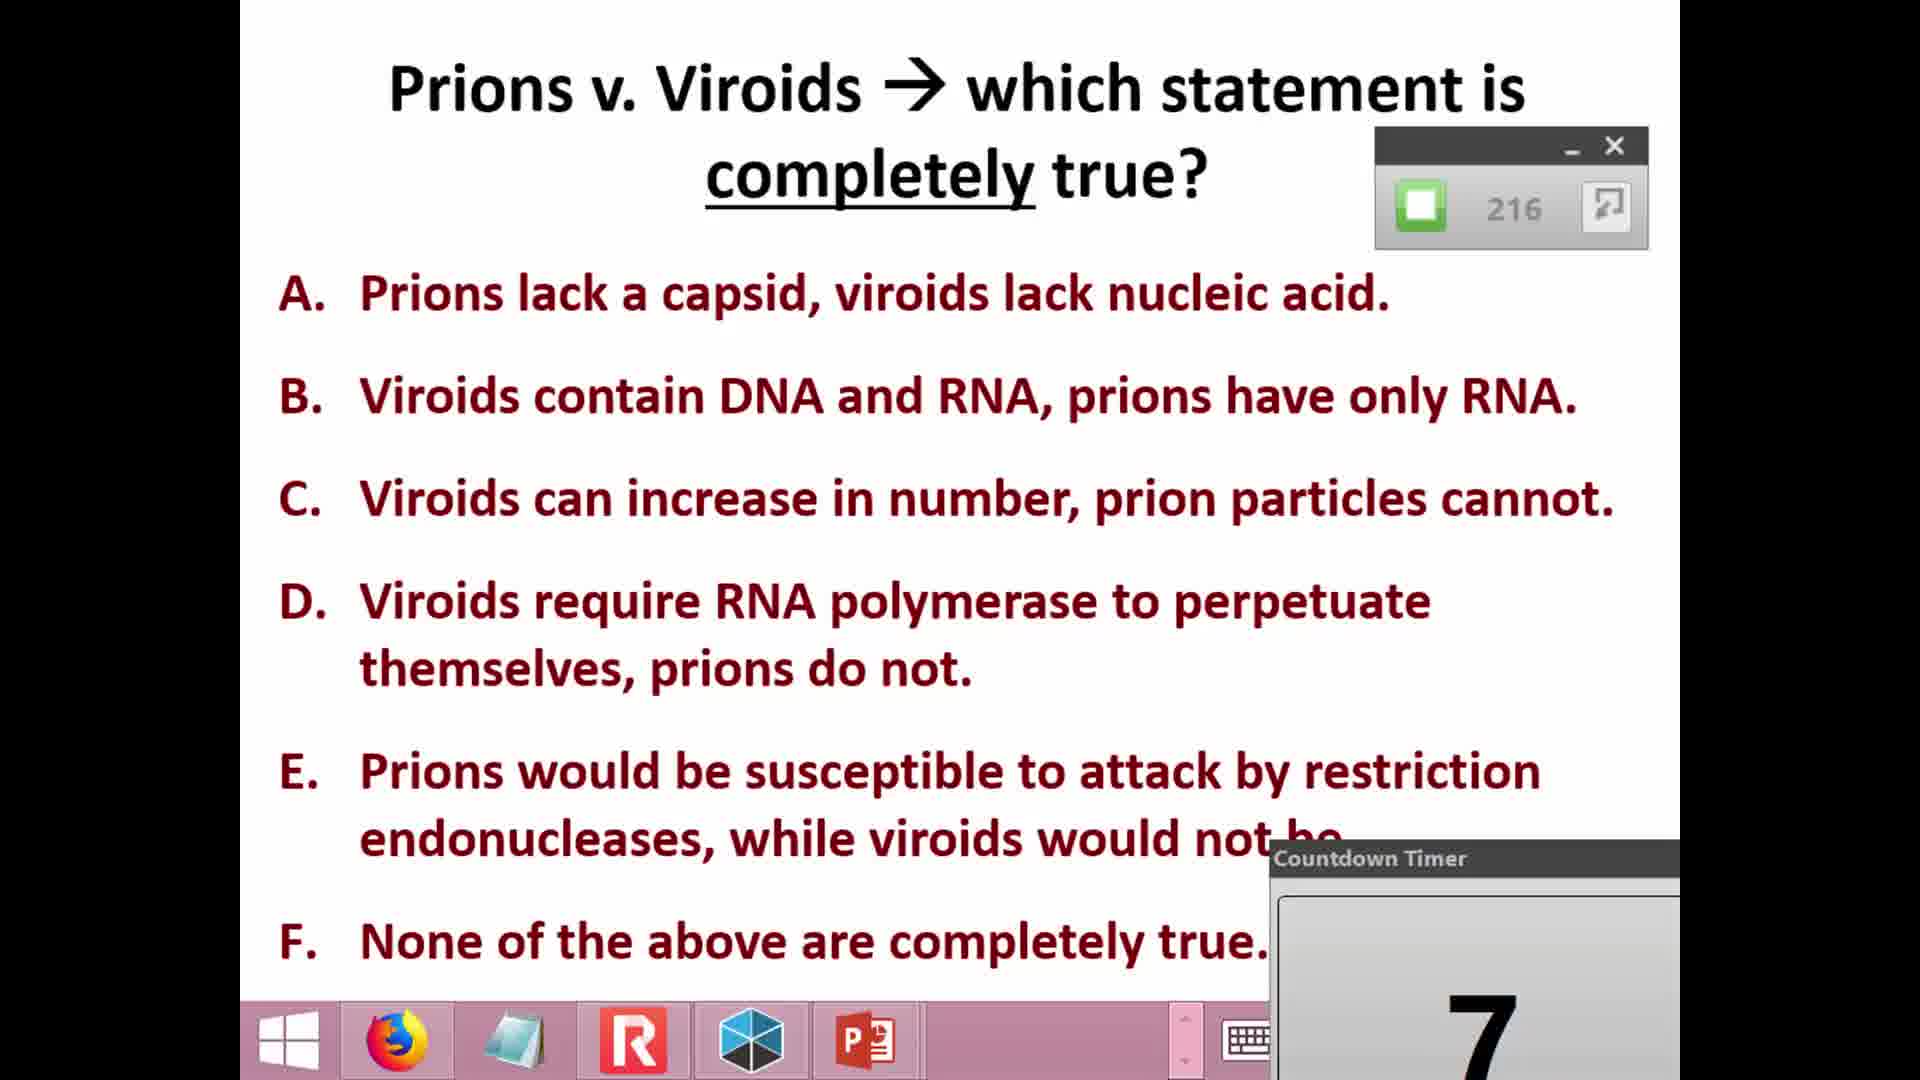 Prions v. Viroids → which statement is
completely true?
216
A. Prions lack a capsid, viroids lack nucleic acid.
B. Viroids contain DNA and RNA, prions have only RNA.
C. Viroids can increase in number, prion particles cannot.
D. Viroids require RNA polymerase to perpetuate
themselves, prions do not.
E. Prions would be susceptible to attack by restriction
endonucleases, while viroids would not be
Countdown Timer
F. None of the above are completely true.
7